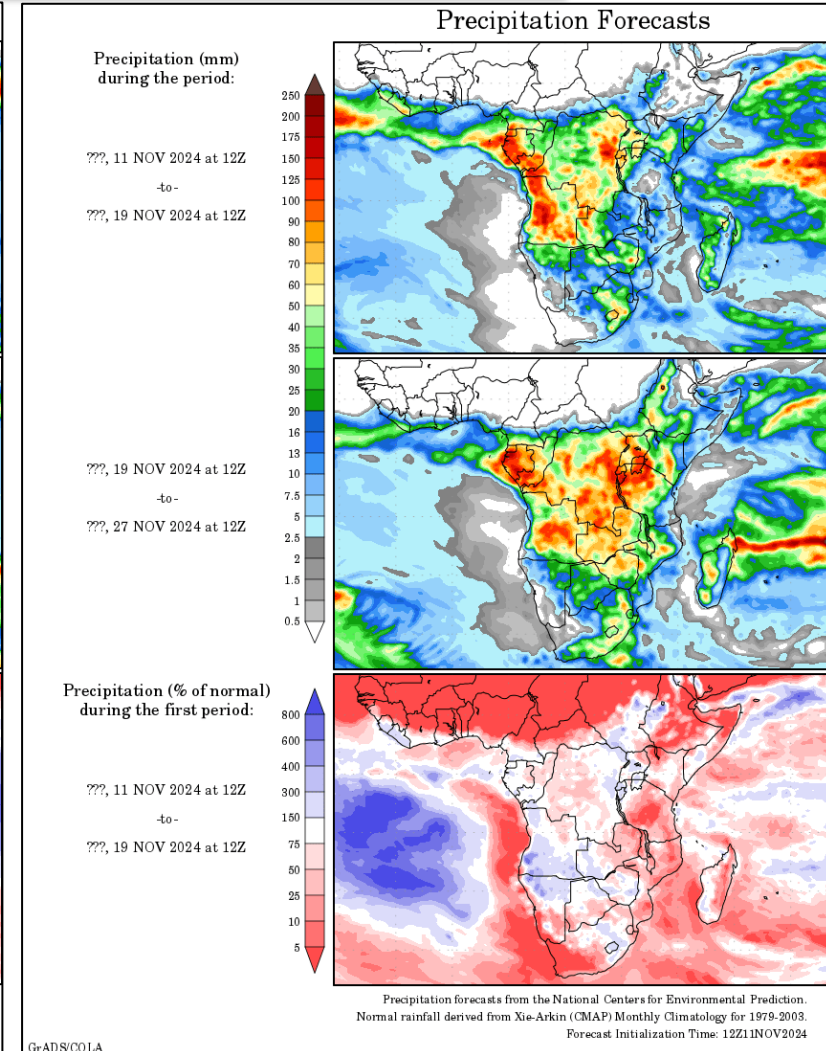 Precipitation Forecasts
Precipitation (mm)
during the period:
???, 11 NOV 2024 at 12Z
-to-
???, 19 NOV 2024 at 12Z
250
200
175
150
125
100
90
80
70
60
50
40
35
30
25
20
16
13
10
7.5
5
2.5
2
1.5
1
0.5
???, 19 NOV 2024 at 12Z
-to-
???, 27 NOV 2024 at 12Z
Precipitation (% of normal)
during the first period:
???, 11 NOV 2024 at 12Z
-to-
???, 19 NOV 2024 at 12Z
800
600
400
300
150
75
50
25
10
5
Precipitation forecasts from the National Centers for Environmental Prediction.
Normal rainfall derived from Xie-Arkin (CMAP) Monthly Climatology for 1979-2003.
Forecast Initialization Time: 12Z11NOV2024
GrADS/COLA